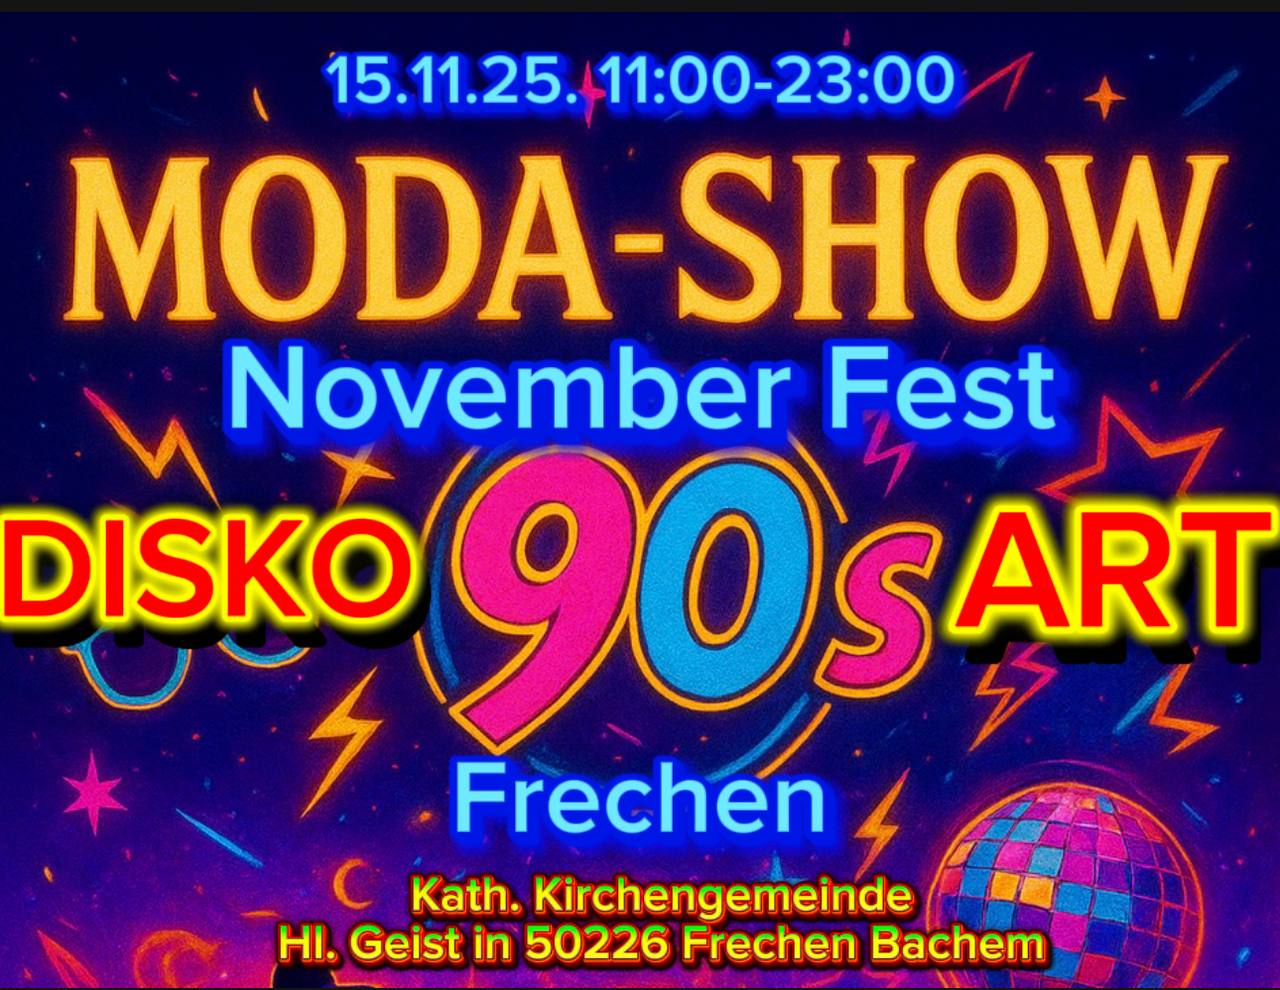 15.11.25. 11:00-23:00
MODA-SHOW
November Fest
DISKO 90s ART
Frechen
Kath. Kirchengemeinde
Hl. Geist in 50226 Frechen Bachem